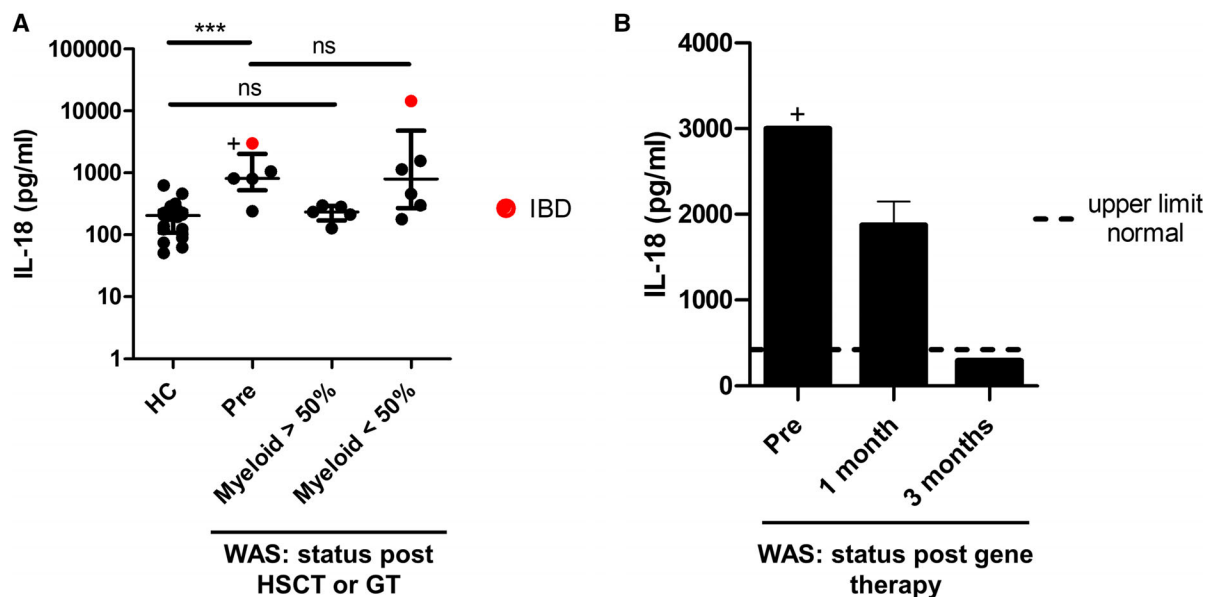 A
100000
10000
1000
100
10
1
IL-18 (pg/ml)
***
ns
ns
+
IBD
HC
Pre
Myeloid > 50%
Myeloid < 50%
WAS: status post
HSCT or GT
B
4000
3000
2000
1000
0
IL-18 (pg/ml)
+
upper limit
normal
Pre
1 month
3 months
WAS: status post gene
therapy